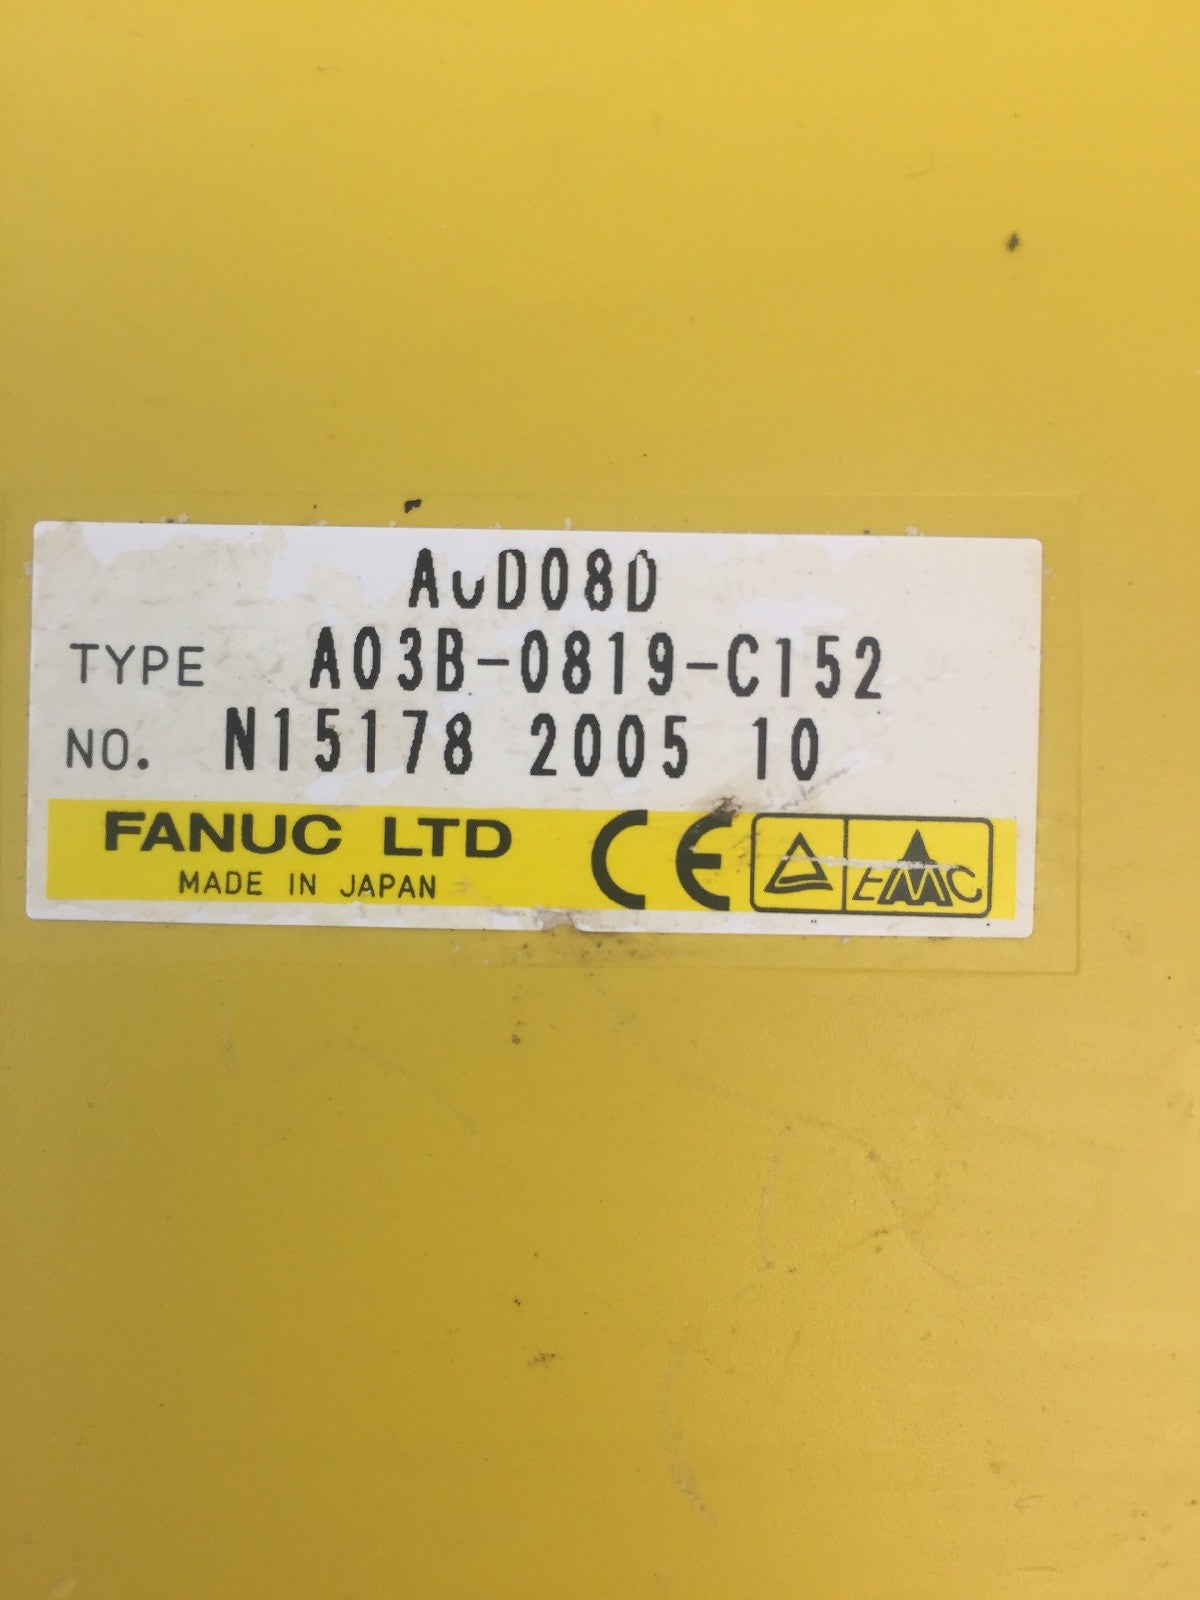 AOD08D
TYPE A03B-0819-C152
NO. N15178 2005 10
FANUC LTD CE EMC
MADE IN JAPAN